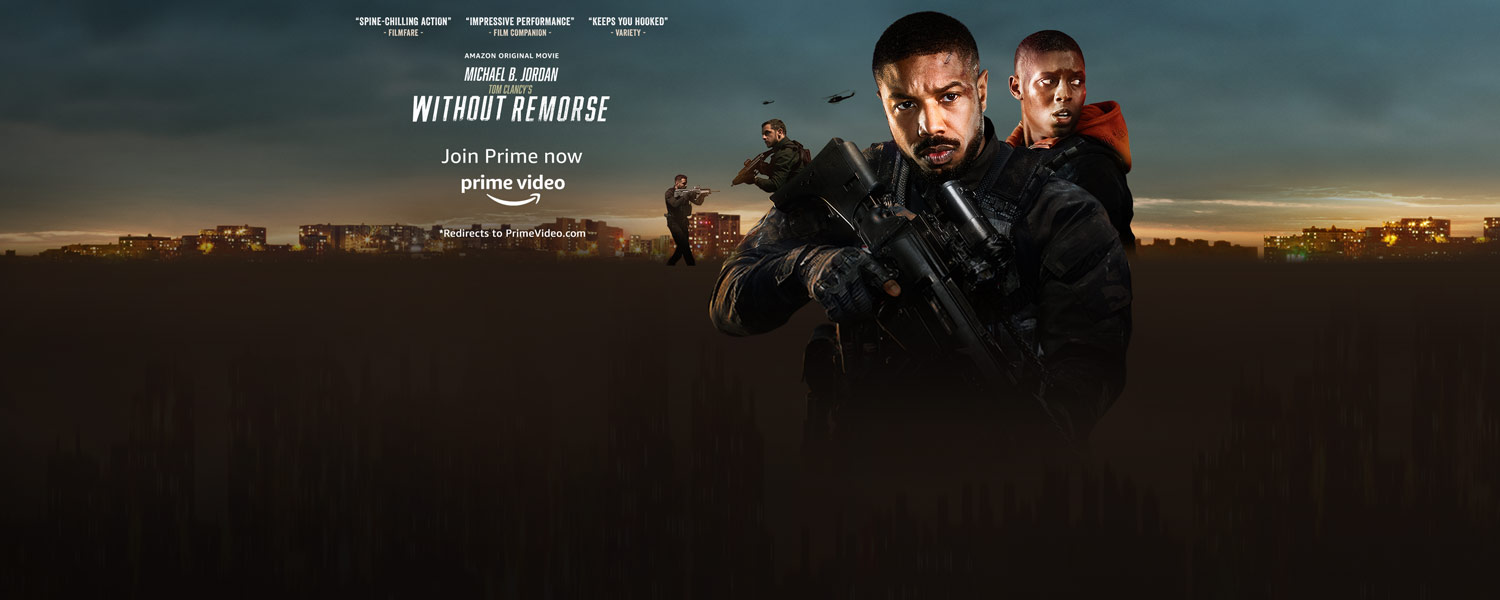 “SPINE-CHILLING ACTION” “IMPRESSIVE PERFORMANCE” “KEEPS YOU HOOKED”
- FILMFARE - - FILM COMPANION - - VARIETY -
AMAZON ORIGINAL MOVIE
MICHAEL B. JORDAN
TOM CLANCY'S
WITHOUT REMORSE
Join Prime now
prime video
*Redirects to PrimeVideo.com